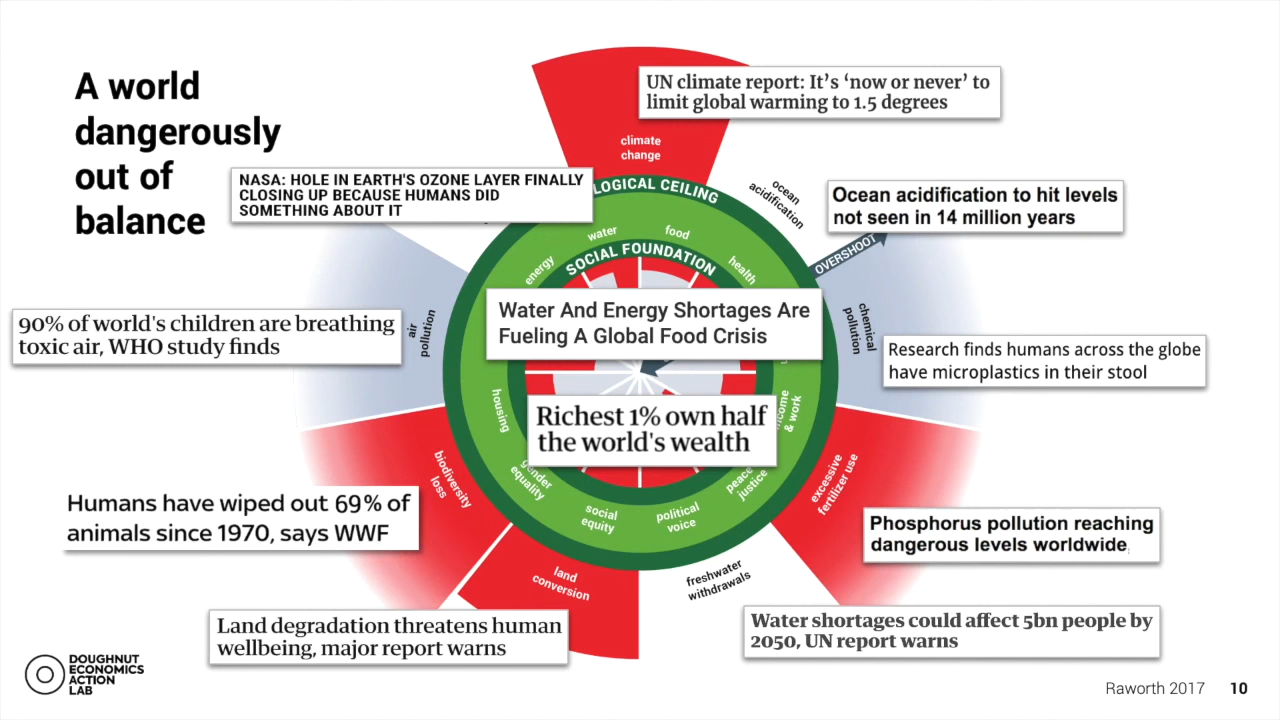 A world
dangerously
out of
balance
UN climate report: It's 'now or never' to
limit global warming to 1.5 degrees
climate
change
NASA: HOLE IN EARTH'S OZONE LAYER FINALLY
CLOSING UP BECAUSE HUMANS DID
SOMETHING ABOUT IT
LOGICAL CEILING
ocean
acidification
Ocean acidification to hit levels
not seen in 14 million years
OVERSHOOT
water
food
energy
health
SOCIAL FOUNDATION
Water And Energy Shortages Are
Fueling A Global Food Crisis
90% of world's children are breathing
toxic air, WHO study finds
air
pollution
chemical
pollution
Research finds humans across the globe
have microplastics in their stool
housing
Richest 1% own half
the world's wealth
ncome
& work
biodiversity
loss
gender
equality
social
equity
political
voice
peace
justice
excessive
fertilizer use
Humans have wiped out 69% of
animals since 1970, says WWF
Phosphorus pollution reaching
dangerous levels worldwide
land
conversion
freshwater
withdrawals
Land degradation threatens human
wellbeing, major report warns
Water shortages could affect 5bn people by
2050, UN report warns
DOUGHNUT
ECONOMICS
ACTION
LAB
Raworth 2017
10